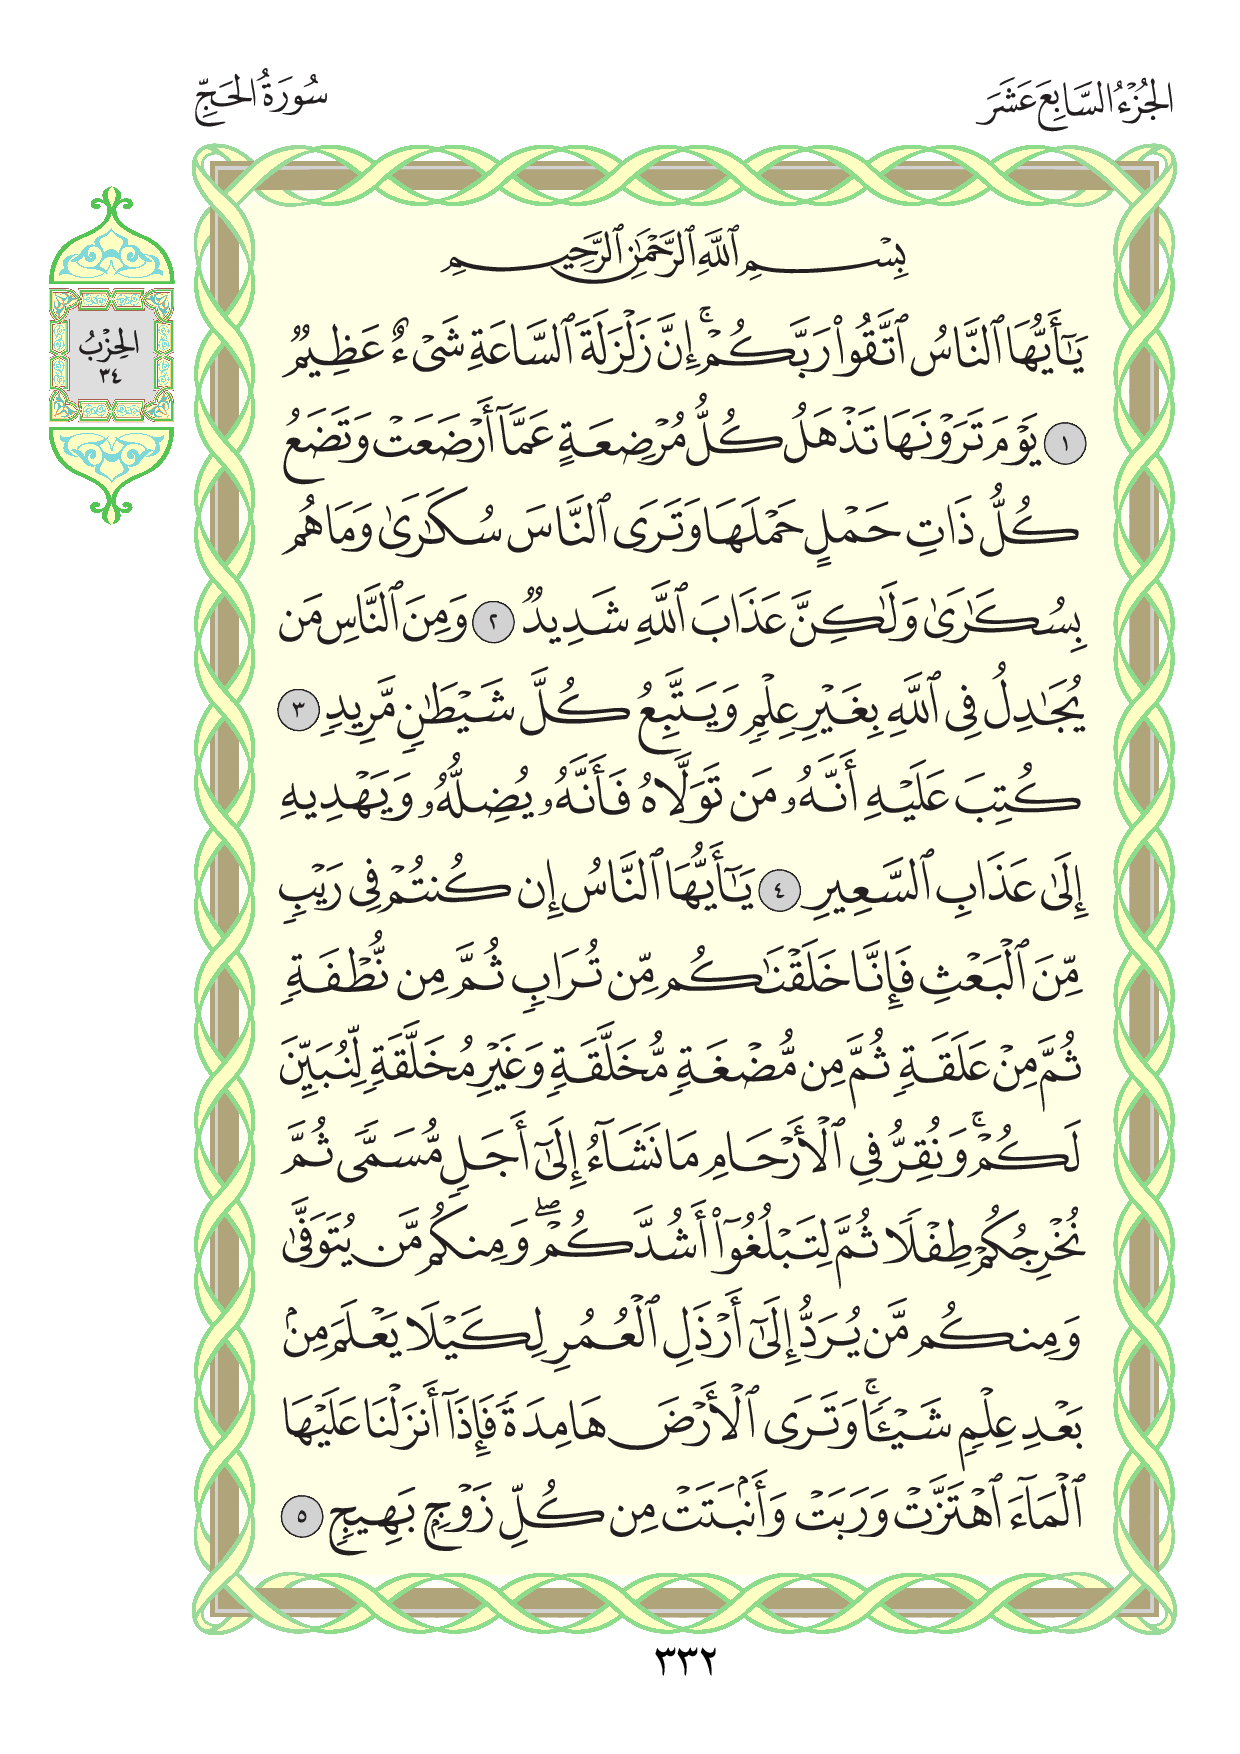 الجُزْءُ السَّابِعَ عَشَرَ
سُورَةُ الحَجِّ
الحِزْبُ
٣٤
بِسْمِ ٱللَّهِ ٱلرَّحْمَٰنِ ٱلرَّحِيمِ
يَٰٓأَيُّهَا ٱلنَّاسُ ٱتَّقُوا۟ رَبَّكُمْ ۚ إِنَّ زَلْزَلَةَ ٱلسَّاعَةِ شَىْءٌ عَظِيمٌ
١ يَوْمَ تَرَوْنَهَا تَذْهَلُ كُلُّ مُرْضِعَةٍ عَمَّآ أَرْضَعَتْ وَتَضَعُ
كُلُّ ذَاتِ حَمْلٍ حَمْلَهَا وَتَرَى ٱلنَّاسَ سُكَٰرَىٰ وَمَا هُم
بِسُكَٰرَىٰ وَلَٰكِنَّ عَذَابَ ٱللَّهِ شَدِيدٌ ٢ وَمِنَ ٱلنَّاسِ مَن
يُجَٰدِلُ فِى ٱللَّهِ بِغَيْرِ عِلْمٍ وَيَتَّبِعُ كُلَّ شَيْطَٰنٍ مَّرِيدٍ ٣
كُتِبَ عَلَيْهِ أَنَّهُۥ مَن تَوَلَّاهُ فَأَنَّهُۥ يُضِلُّهُۥ وَيَهْدِيهِ
إِلَىٰ عَذَابِ ٱلسَّعِيرِ ٤ يَٰٓأَيُّهَا ٱلنَّاسُ إِن كُنتُمْ فِى رَيْبٍ
مِّنَ ٱلْبَعْثِ فَإِنَّا خَلَقْنَٰكُم مِّن تُرَابٍ ثُمَّ مِن نُّطْفَةٍ
ثُمَّ مِنْ عَلَقَةٍ ثُمَّ مِن مُّضْغَةٍ مُّخَلَّقَةٍ وَغَيْرِ مُخَلَّقَةٍ لِّنُبَيِّنَ
لَكُمْ ۚ وَنُقِرُّ فِى ٱلْأَرْحَامِ مَا نَشَآءُ إِلَىٰٓ أَجَلٍ مُّسَمًّى ثُمَّ
نُخْرِجُكُمْ طِفْلًا ثُمَّ لِتَبْلُغُوٓا۟ أَشُدَّكُمْ ۖ وَمِنكُم مَّن يُتَوَفَّىٰ
وَمِنكُم مَّن يُرَدُّ إِلَىٰٓ أَرْذَلِ ٱلْعُمُرِ لِكَيْلَا يَعْلَمَ مِنۢ
بَعْدِ عِلْمٍ شَيْـًٔا ۚ وَتَرَى ٱلْأَرْضَ هَامِدَةً فَإِذَآ أَنزَلْنَا عَلَيْهَا
ٱلْمَآءَ ٱهْتَزَّتْ وَرَبَتْ وَأَنۢبَتَتْ مِن كُلِّ زَوْجٍۭ بَهِيجٍ ٥
٣٣٢